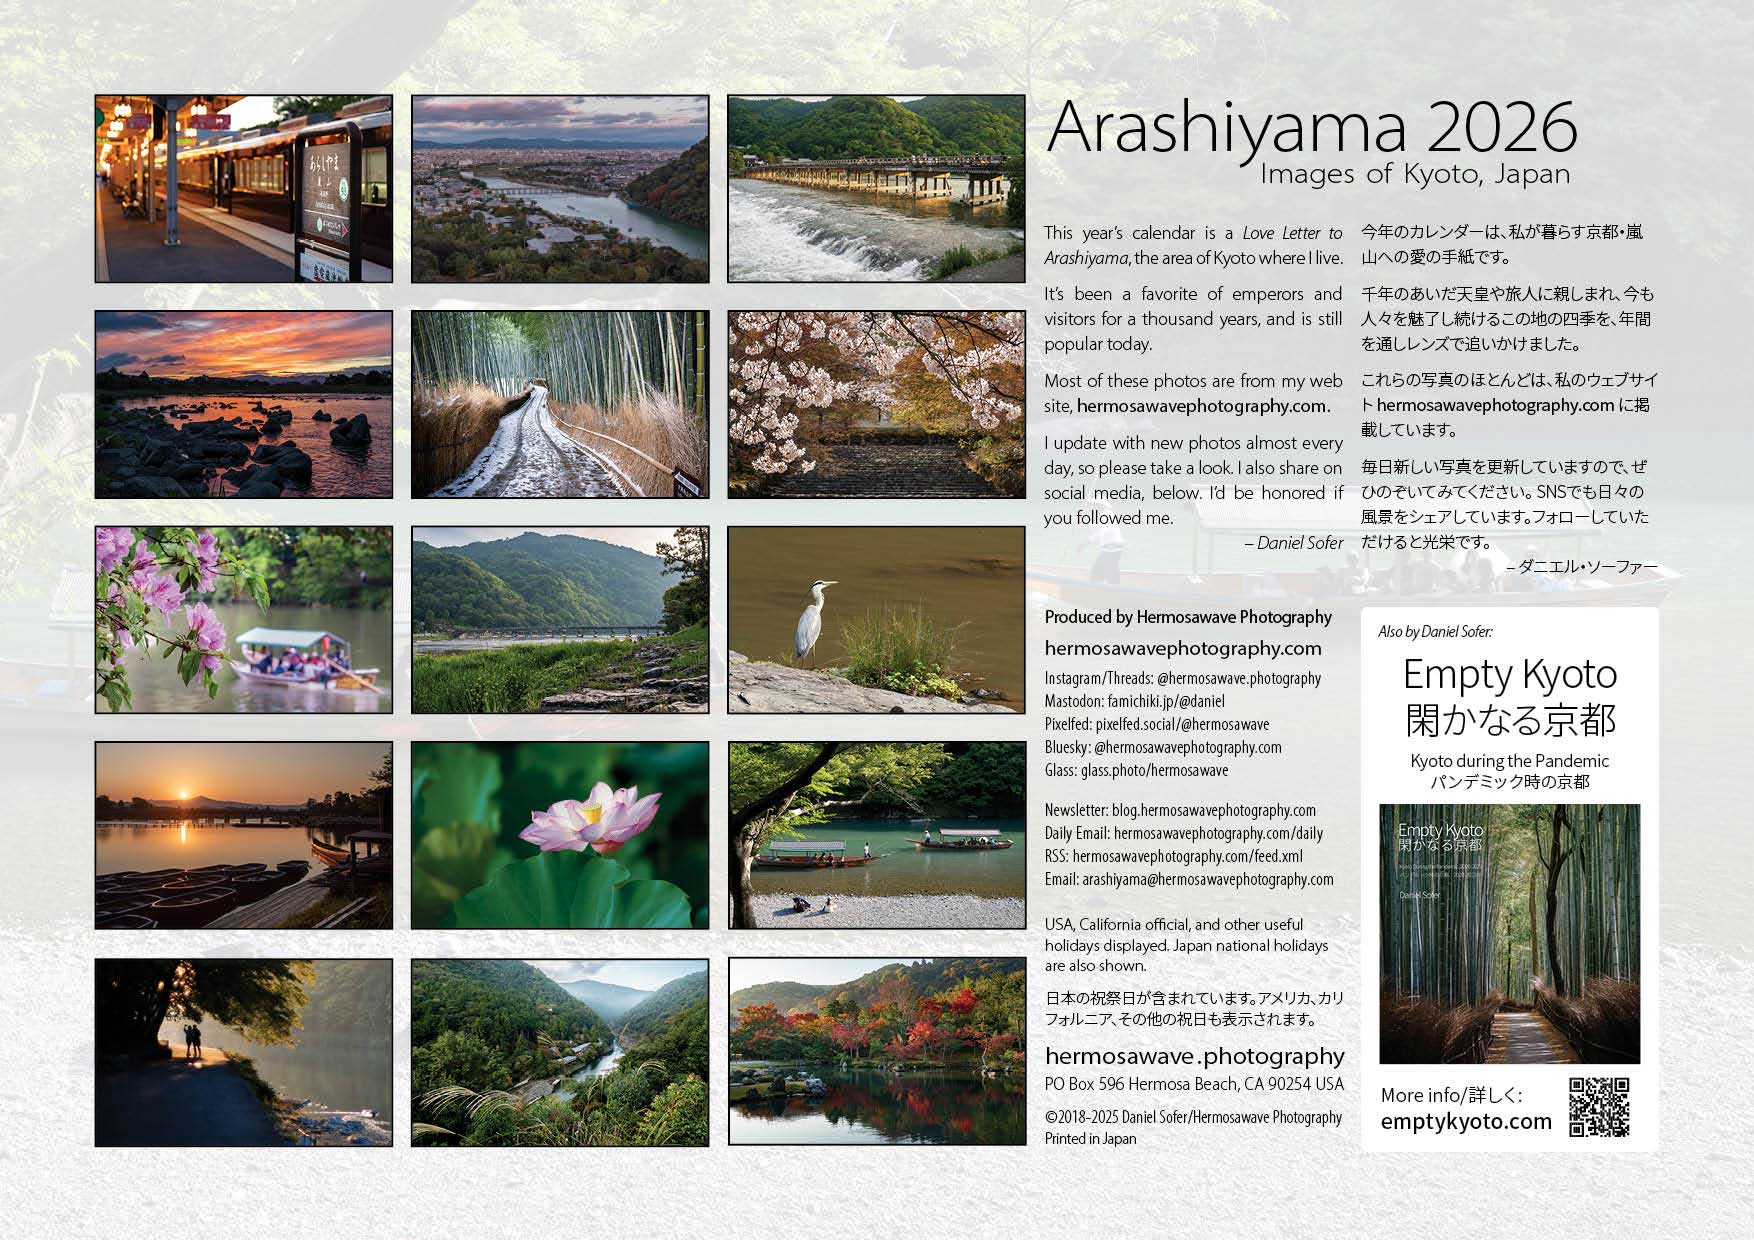 あらしやま
嵐山
Arashiyama 2026
Images of Kyoto, Japan
This year's calendar is a Love Letter to
Arashiyama, the area of Kyoto where I live.
It's been a favorite of emperors and
visitors for a thousand years, and is still
popular today.
Most of these photos are from my web
site, hermosawavephotography.com.
I update with new photos almost every
day, so please take a look. I also share on
social media, below. I'd be honored if
you followed me.
– Daniel Sofer
今年のカレンダーは、私が暮らす京都・嵐
山への愛の手紙です。
千年のあいだ天皇や旅人に親しまれ、今も
人々を魅了し続けるこの地の四季を、年間
を通しレンズで追いかけました。
これらの写真のほとんどは、私のウェブサイ
ト hermosawavephotography.com に掲
載しています。
毎日新しい写真を更新していますので、ぜ
ひのぞいてみてください。SNSでも日々の
風景をシェアしています。フォローしていた
だけると光栄です。
– ダニエル・ソーファー
Produced by Hermosawave Photography
hermosawavephotography.com
Instagram/Threads: @hermosawave.photography
Mastodon: famichiki.jp/@daniel
Pixelfed: pixelfed.social/@hermosawave
Bluesky: @hermosawavephotography.com
Glass: glass.photo/hermosawave
Newsletter: blog.hermosawavephotography.com
Daily Email: hermosawavephotography.com/daily
RSS: hermosawavephotography.com/feed.xml
Email: arashiyama@hermosawavephotography.com
USA, California official, and other useful
holidays displayed. Japan national holidays
are also shown.
日本の祝祭日が含まれています。アメリカ、カリ
フォルニア、その他の祝日も表示されます。
hermosawave.photography
PO Box 596 Hermosa Beach, CA 90254 USA
©2018-2025 Daniel Sofer/Hermosawave Photography
Printed in Japan
Also by Daniel Sofer:
Empty Kyoto
閑かなる京都
Kyoto during the Pandemic
パンデミック時の京都
Empty Kyoto
閑かなる京都
Daniel Sofer
More info/詳しく:
emptykyoto.com